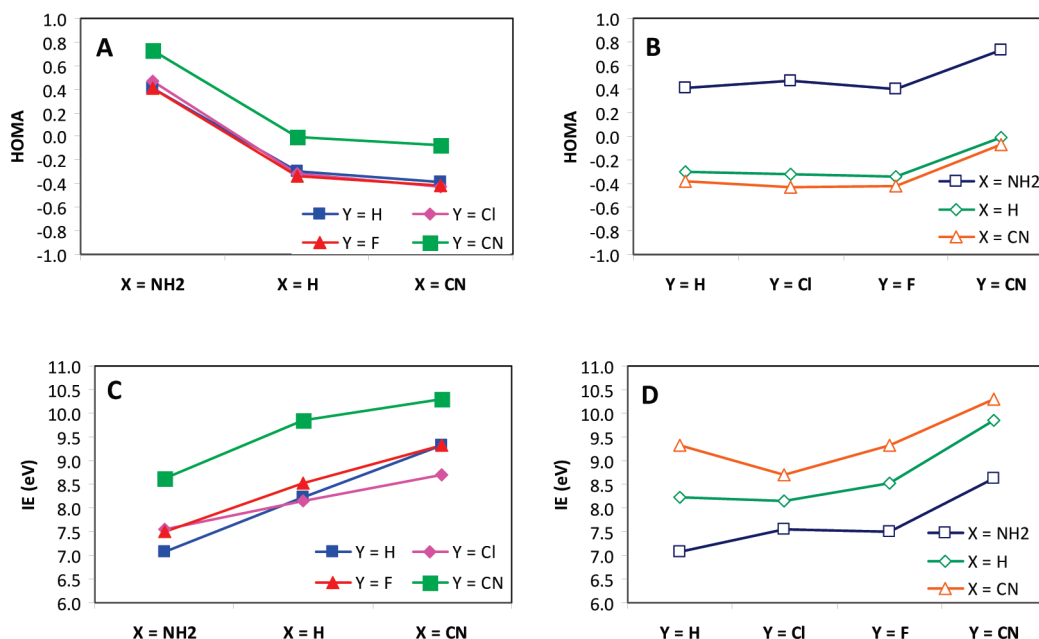 A
HOMA
1.0
0.8
0.6
0.4
0.2
0.0
-0.2
-0.4
-0.6
-0.8
-1.0
Y = H
Y = Cl
Y = F
Y = CN
X = NH2
X = H
X = CN
B
HOMA
1.0
0.8
0.6
0.4
0.2
0.0
-0.2
-0.4
-0.6
-0.8
-1.0
X = NH2
X = H
X = CN
Y = H
Y = Cl
Y = F
Y = CN
C
IE (eV)
11.0
10.5
10.0
9.5
9.0
8.5
8.0
7.5
7.0
6.5
6.0
Y = H
Y = Cl
Y = F
Y = CN
X = NH2
X = H
X = CN
D
IE (eV)
11.0
10.5
10.0
9.5
9.0
8.5
8.0
7.5
7.0
6.5
6.0
X = NH2
X = H
X = CN
Y = H
Y = Cl
Y = F
Y = CN